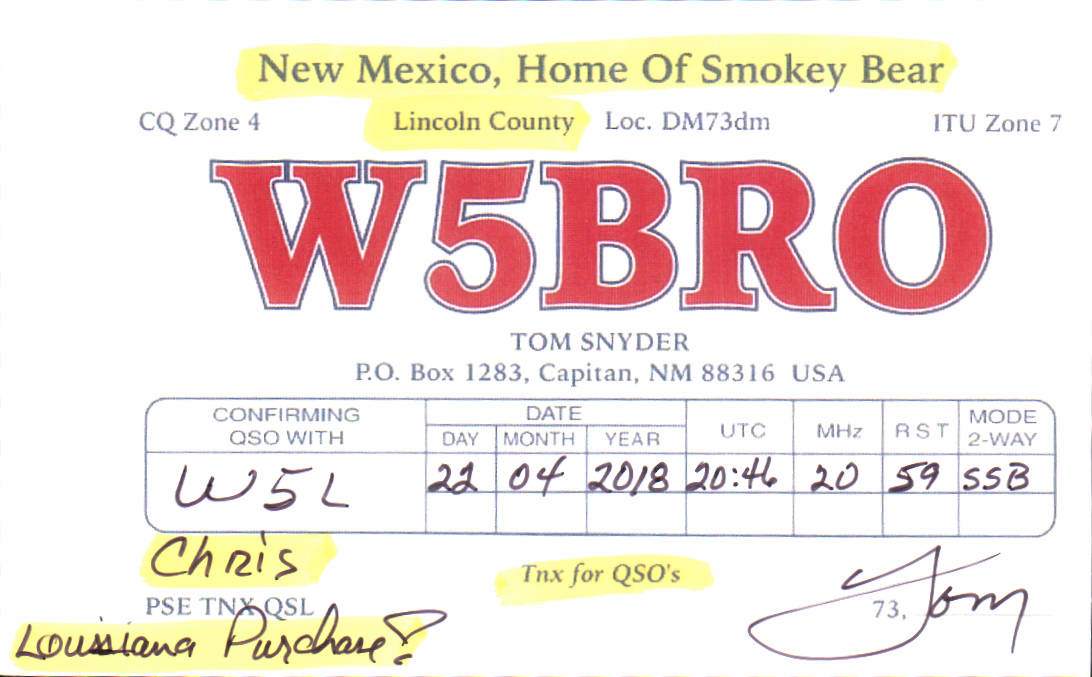 New Mexico, Home Of Smokey Bear
CQ Zone 4 Lincoln County Loc. DM73dm ITU Zone 7
W5BRO
TOM SNYDER
P.O. Box 1283, Capitan, NM 88316 USA
CONFIRMING QSO WITH DATE DAY MONTH YEAR UTC MHz RST MODE 2-WAY
W5L 22 04 2018 20:46 20 59 SSB
Chris
Tnx for QSO's
PSE TNX QSL 73, Tom
Louisiana Purchase?